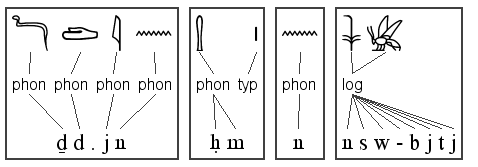 𓆓 𓂧 𓇋 𓈖 𓍛 𓏤 𓈖 𓇓 𓆤
phon phon phon phon phon typ phon log
ḏd.jn ḥm n nsw-bjtj